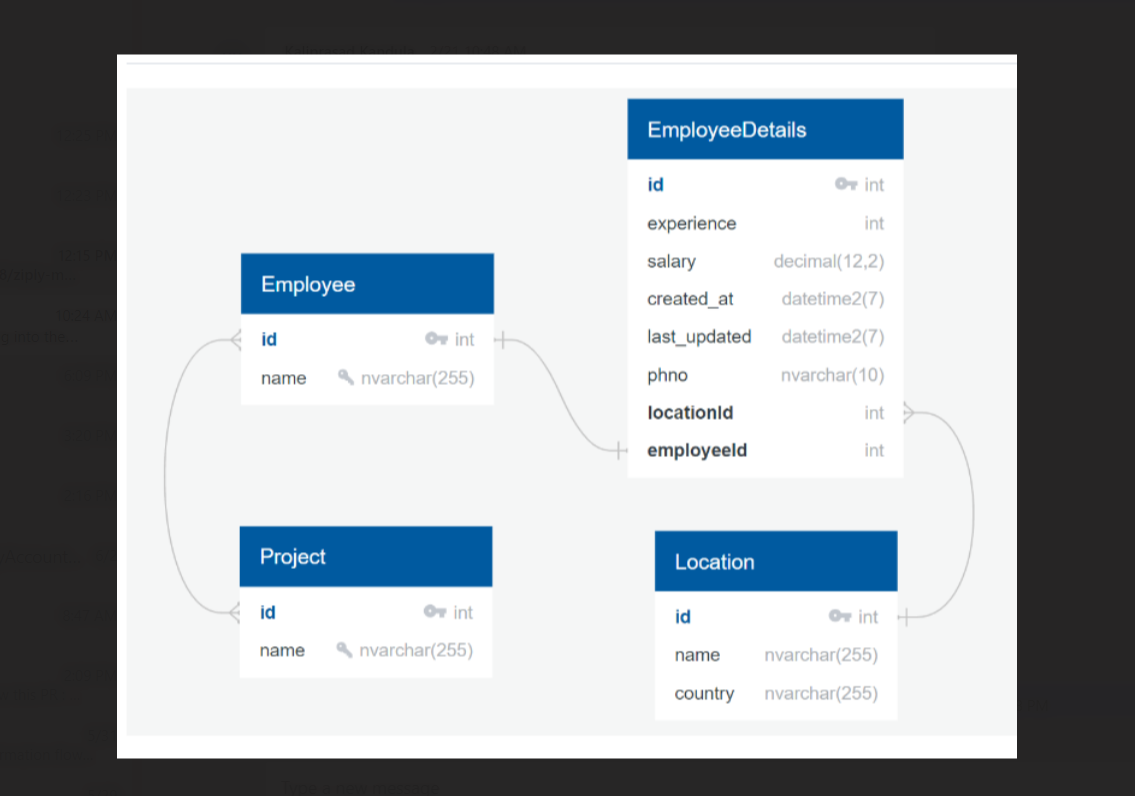 EmployeeDetails
id int
experience int
salary decimal(12,2)
created_at datetime2(7)
last_updated datetime2(7)
phno nvarchar(10)
locationId int
employeeId int
Employee
id int
name nvarchar(255)
Project
id int
name nvarchar(255)
Location
id int
name nvarchar(255)
country nvarchar(255)